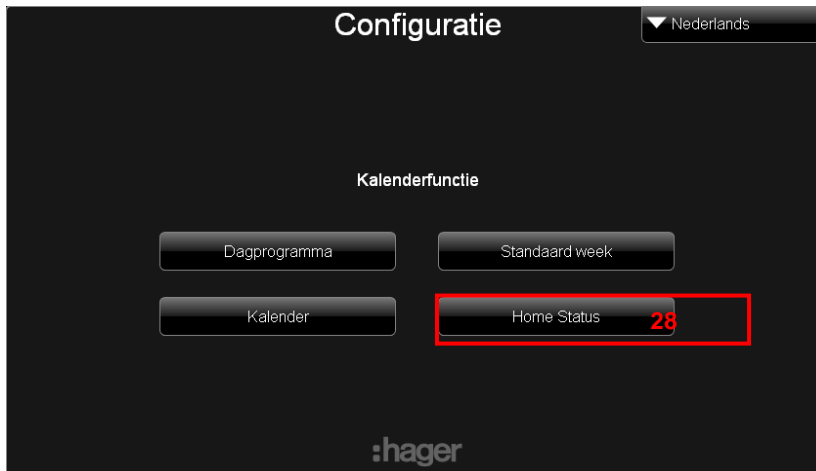 Configuratie
Nederlands
Kalenderfunctie
Dagprogramma
Standaard week
Kalender
Home Status
28
:hager